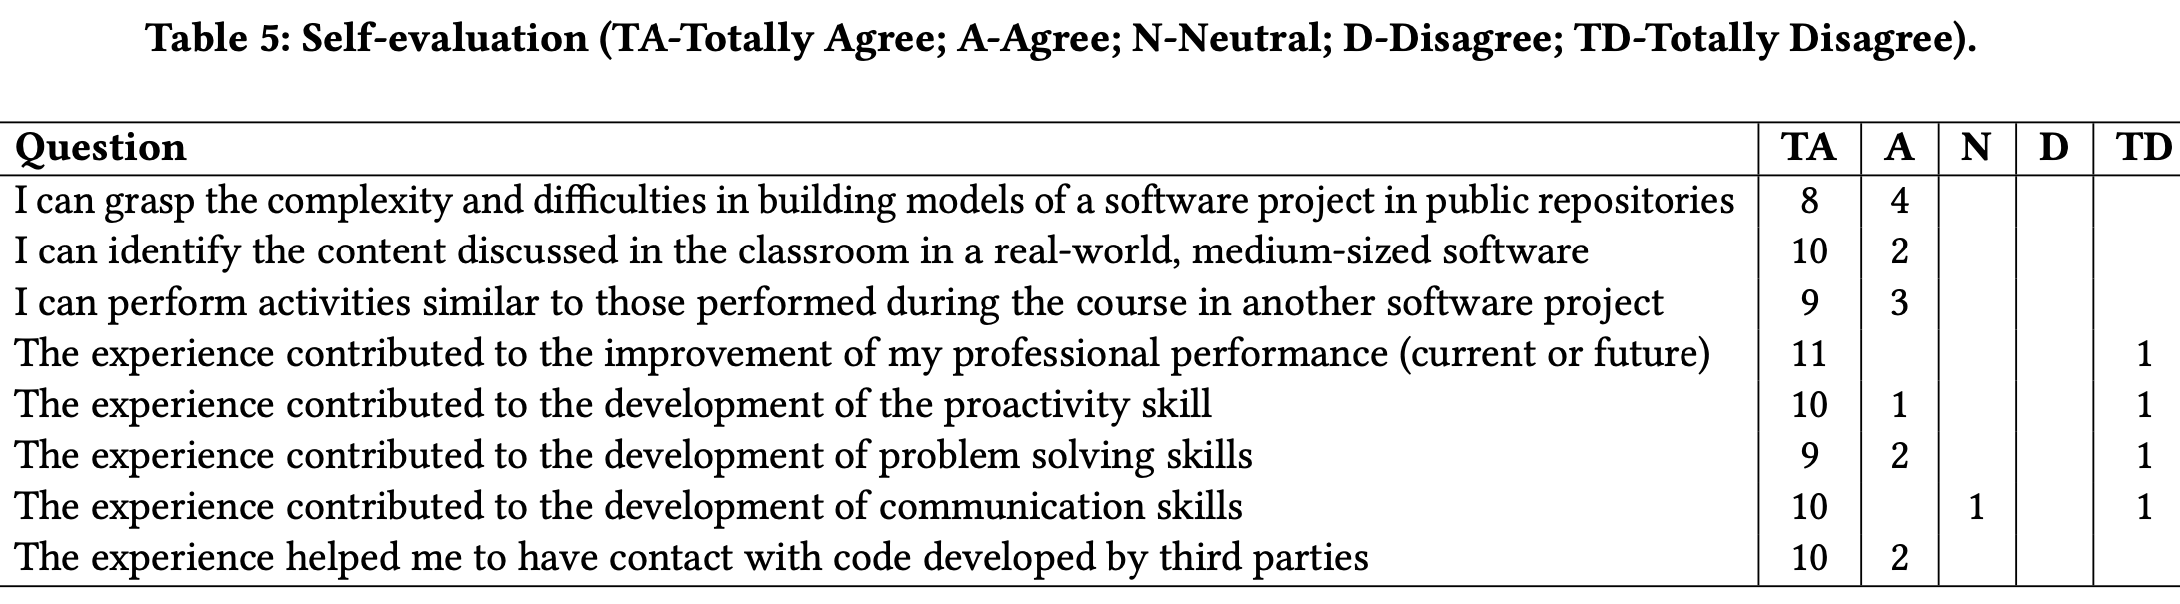 Table 5: Self-evaluation (TA-Totally Agree; A-Agree; N-Neutral; D-Disagree; TD-Totally Disagree).
Question TA A N D TD
I can grasp the complexity and difficulties in building models of a software project in public repositories 8 4
I can identify the content discussed in the classroom in a real-world, medium-sized software 10 2
I can perform activities similar to those performed during the course in another software project 9 3
The experience contributed to the improvement of my professional performance (current or future) 11 1
The experience contributed to the development of the proactivity skill 10 1 1
The experience contributed to the development of problem solving skills 9 2 1
The experience contributed to the development of communication skills 10 1 1
The experience helped me to have contact with code developed by third parties 10 2